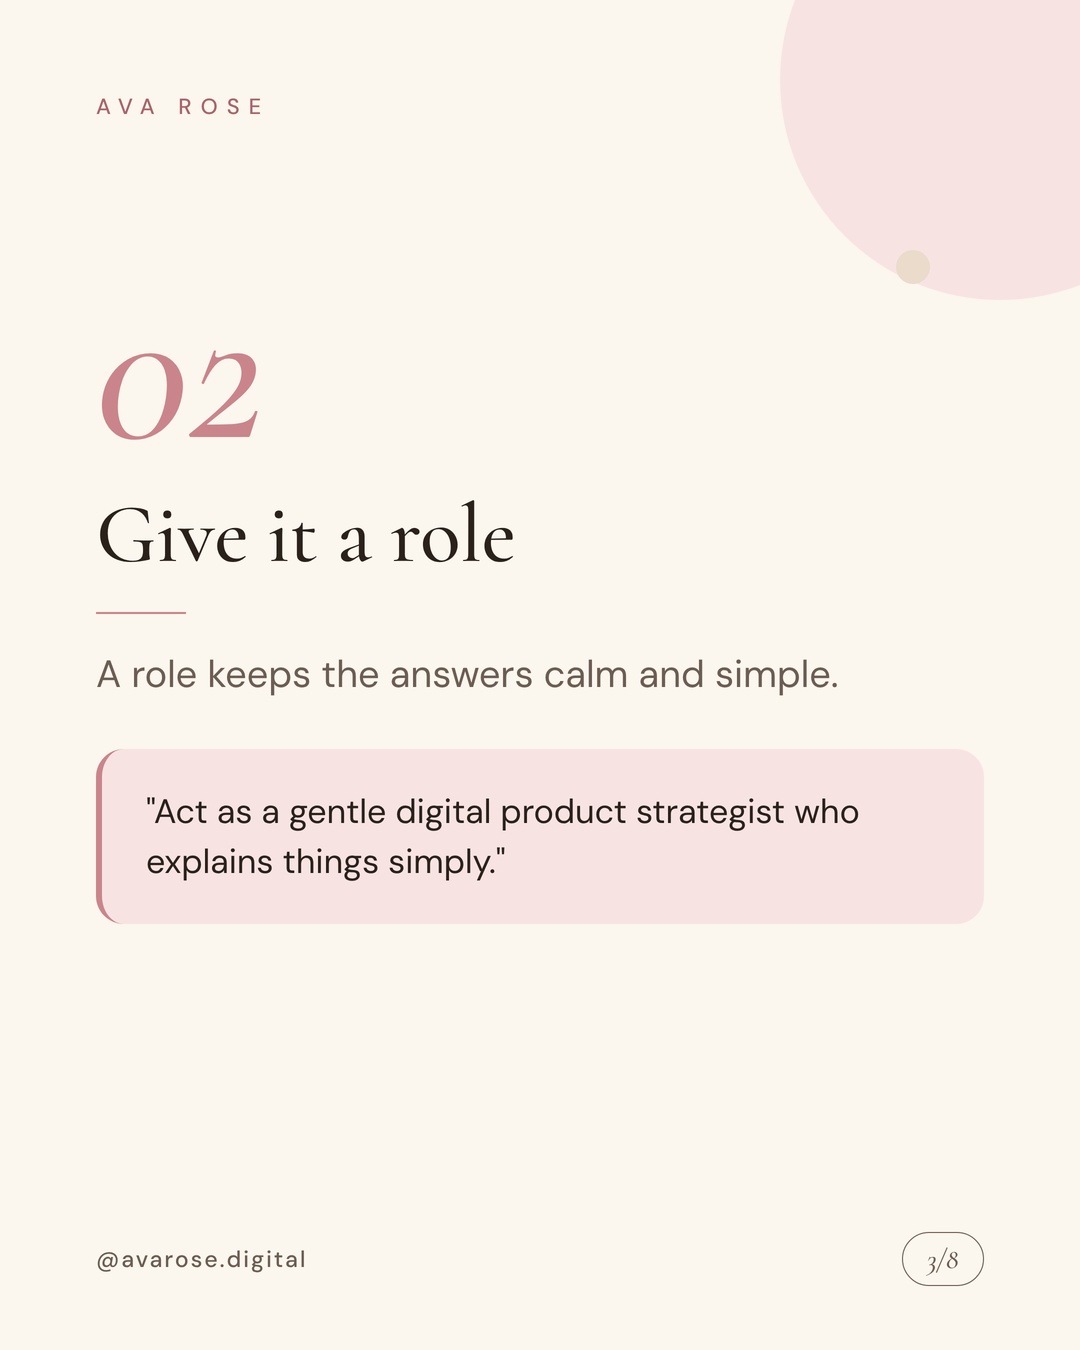 AVA ROSE
02
Give it a role
A role keeps the answers calm and simple.
"Act as a gentle digital product strategist who
explains things simply."
@avarose.digital
3/8